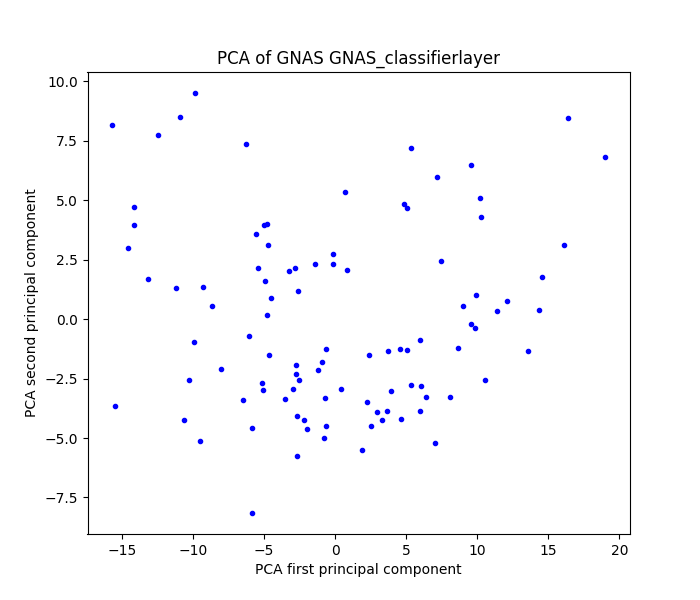 PCA of GNAS GNAS_classifierlayer
10.0
7.5
5.0
2.5
0.0
−2.5
−5.0
−7.5
PCA second principal component
−15 −10 −5 0 5 10 15 20
PCA first principal component